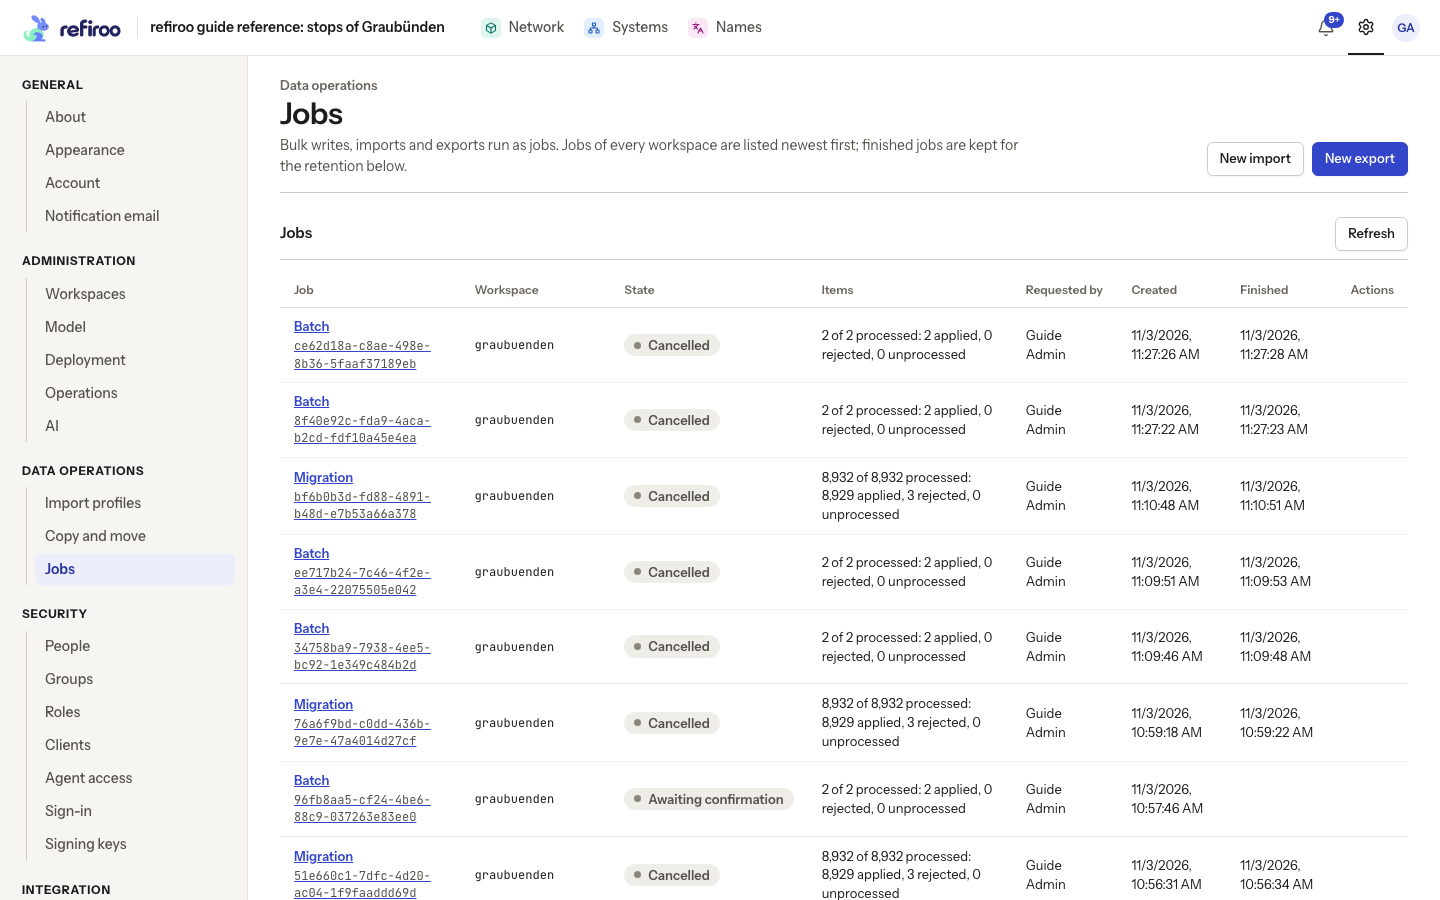 refiroo
refiroo guide reference: stops of Graubünden
Network
Systems
Names
9+
GA
GENERAL
About
Appearance
Account
Notification email
ADMINISTRATION
Workspaces
Model
Deployment
Operations
AI
DATA OPERATIONS
Import profiles
Copy and move
Jobs
SECURITY
People
Groups
Roles
Clients
Agent access
Sign-in
Signing keys
INTEGRATION
Data operations
Jobs
Bulk writes, imports and exports run as jobs. Jobs of every workspace are listed newest first; finished jobs are kept for
the retention below.
New import
New export
Jobs
Refresh
Job Workspace State Items Requested by Created Finished Actions
Batch
ce62d18a-c8ae-498e-
8b36-5faaf37189eb
graubuenden
Cancelled
2 of 2 processed: 2 applied, 0
rejected, 0 unprocessed
Guide
Admin
11/3/2026,
11:27:26 AM
11/3/2026,
11:27:28 AM
Batch
8f40e92c-fda9-4aca-
b2cd-fdf10a45e4ea
graubuenden
Cancelled
2 of 2 processed: 2 applied, 0
rejected, 0 unprocessed
Guide
Admin
11/3/2026,
11:27:22 AM
11/3/2026,
11:27:23 AM
Migration
bf6b0b3d-fd88-4891-
b48d-e7b53a66a378
graubuenden
Cancelled
8,932 of 8,932 processed:
8,929 applied, 3 rejected, 0
unprocessed
Guide
Admin
11/3/2026,
11:10:48 AM
11/3/2026,
11:10:51 AM
Batch
ee717b24-7c46-4f2e-
a3e4-22075505e042
graubuenden
Cancelled
2 of 2 processed: 2 applied, 0
rejected, 0 unprocessed
Guide
Admin
11/3/2026,
11:09:51 AM
11/3/2026,
11:09:53 AM
Batch
34758ba9-7938-4ee5-
bc92-1e349c484b2d
graubuenden
Cancelled
2 of 2 processed: 2 applied, 0
rejected, 0 unprocessed
Guide
Admin
11/3/2026,
11:09:46 AM
11/3/2026,
11:09:48 AM
Migration
76a6f9bd-c0dd-436b-
9e7e-47a4014d27cf
graubuenden
Cancelled
8,932 of 8,932 processed:
8,929 applied, 3 rejected, 0
unprocessed
Guide
Admin
11/3/2026,
10:59:18 AM
11/3/2026,
10:59:22 AM
Batch
96fb8aa5-cf24-4be6-
88c9-037263e83ee0
graubuenden
Awaiting confirmation
2 of 2 processed: 2 applied, 0
rejected, 0 unprocessed
Guide
Admin
11/3/2026,
10:57:46 AM
Migration
51e660c1-7dfc-4d20-
ac04-1f9faaddd69d
graubuenden
Cancelled
8,932 of 8,932 processed:
8,929 applied, 3 rejected, 0
unprocessed
Guide
Admin
11/3/2026,
10:56:31 AM
11/3/2026,
10:56:34 AM